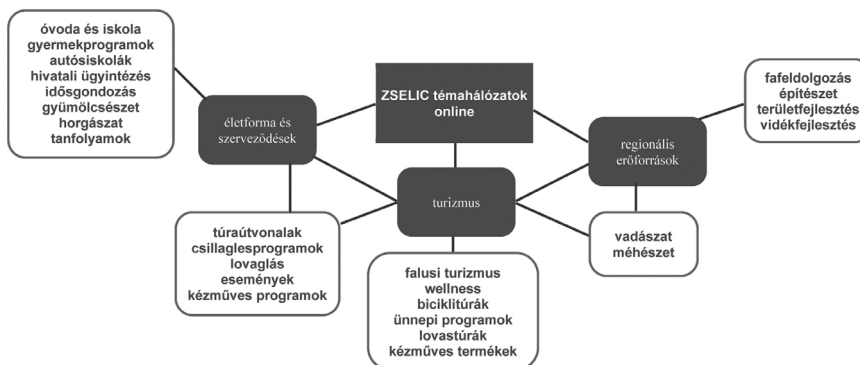 óvoda és iskola
gyermekprogramok
autósiskolák
hivatali ügyintézés
idősgondozás
gyümölcsészet
horgászat
tanfolyamok
életforma és
szerveződések
ZSELIC témahálózatok
online
regionális
erőforrások
fafeldolgozás
építészet
területfejlesztés
vidékfejlesztés
turizmus
túraútvonalak
csillaglesprogramok
lovaglás
események
kézműves programok
falusi turizmus
wellness
biciklitúrák
ünnepi programok
lovastúrák
kézműves termékek
vadászat
méhészet